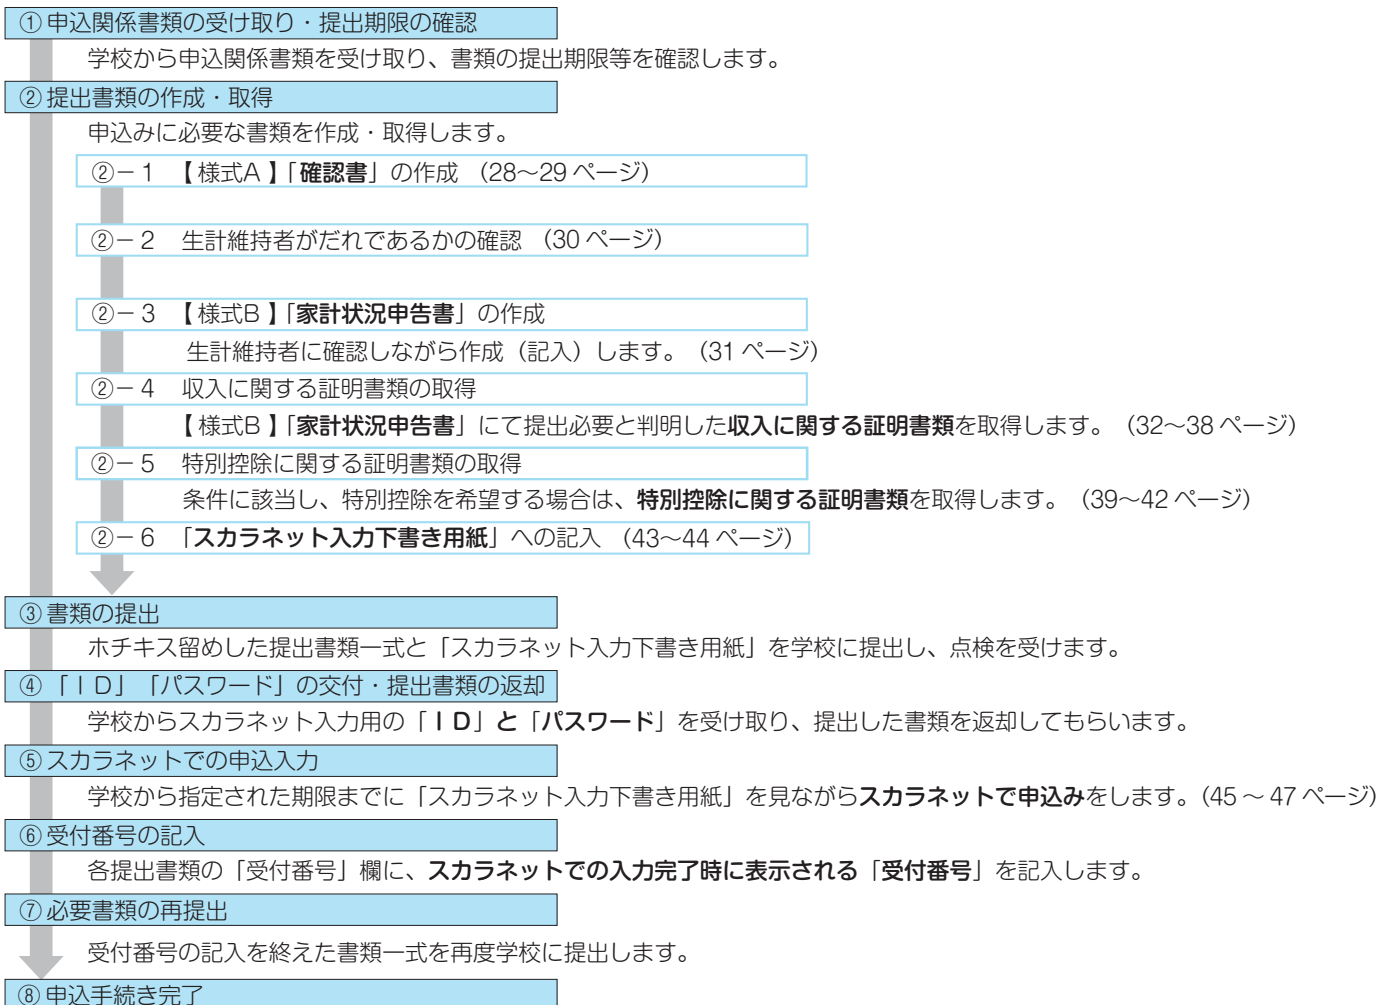 ① 申込関係書類の受け取り・提出期限の確認
学校から申込関係書類を受け取り、書類の提出期限等を確認します。
② 提出書類の作成・取得
申込みに必要な書類を作成・取得します。
②－1 【様式A】「確認書」の作成 （28～29 ページ）
②－2 生計維持者がだれであるかの確認 （30 ページ）
②－3 【様式B】「家計状況申告書」の作成
生計維持者に確認しながら作成（記入）します。（31 ページ）
②－4 収入に関する証明書類の取得
【様式B】「家計状況申告書」にて提出必要と判明した収入に関する証明書類を取得します。（32～38 ページ）
②－5 特別控除に関する証明書類の取得
条件に該当し、特別控除を希望する場合は、特別控除に関する証明書類を取得します。（39～42 ページ）
②－6 「スカラネット入力下書き用紙」への記入 （43～44 ページ）
③ 書類の提出
ホチキス留めした提出書類一式と「スカラネット入力下書き用紙」を学校に提出し、点検を受けます。
④ 「ＩＤ」「パスワード」の交付・提出書類の返却
学校からスカラネット入力用の「ＩＤ」と「パスワード」を受け取り、提出した書類を返却してもらいます。
⑤ スカラネットでの申込入力
学校から指定された期限までに「スカラネット入力下書き用紙」を見ながらスカラネットで申込みをします。（45 ～ 47 ページ）
⑥ 受付番号の記入
各提出書類の「受付番号」欄に、スカラネットでの入力完了時に表示される「受付番号」を記入します。
⑦ 必要書類の再提出
受付番号の記入を終えた書類一式を再度学校に提出します。
⑧ 申込手続き完了